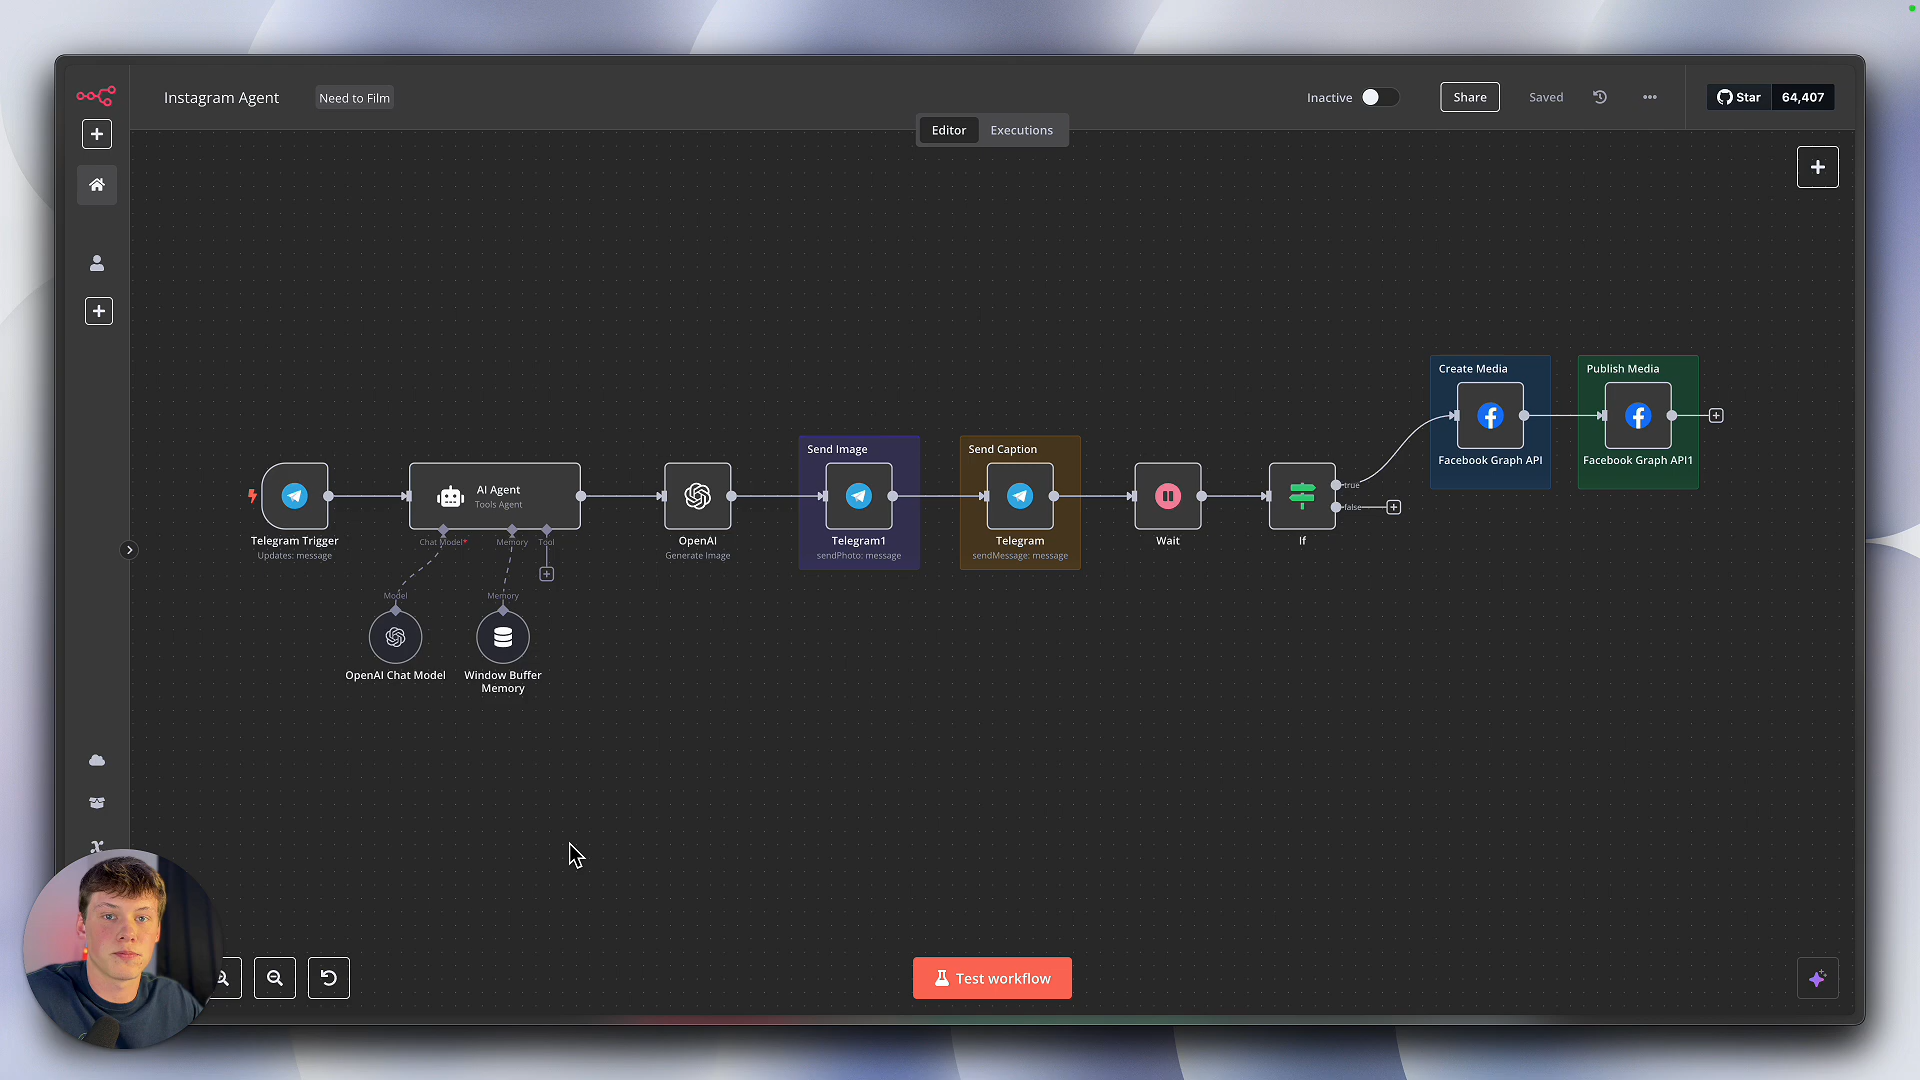 Instagram Agent
Need to Film
Inactive
Share
Saved
Star
64,407
Editor
Executions
Create Media
Publish Media
Facebook Graph API
Facebook Graph API1
Send Image
Send Caption
true
false
AI Agent
Tools Agent
Telegram Trigger
Updates: message
Chat Model*
Memory
Tool
OpenAI
Generate Image
Telegram1
sendPhoto: message
Telegram
sendMessage: message
Wait
If
Model
Memory
OpenAI Chat Model
Window Buffer
Memory
Test workflow